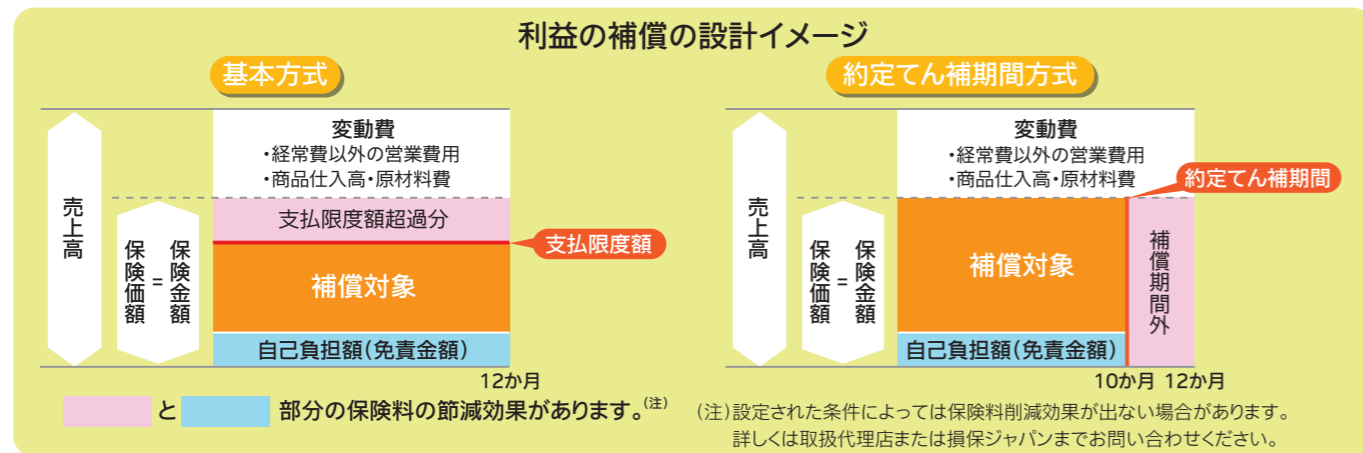 利益の補償の設計イメージ
基本方式
売上高
保険価額
=
保険金額
変動費
・経常費以外の営業費用
・商品仕入高・原材料費
支払限度額超過分
支払限度額
補償対象
自己負担額(免責金額)
12か月
約定てん補期間方式
売上高
保険価額
=
保険金額
変動費
・経常費以外の営業費用
・商品仕入高・原材料費
約定てん補期間
補償対象
補償期間外
自己負担額(免責金額)
10か月 12か月
と 部分の保険料の節減効果があります。(注)
(注)設定された条件によっては保険料削減効果が出ない場合があります。
詳しくは取扱代理店または損保ジャパンまでお問い合わせください。